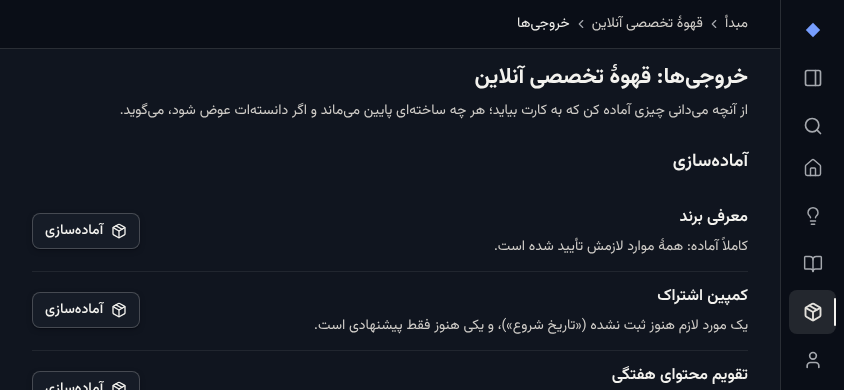 مبدأ › قهوهٔ تخصصی آنلاین › خروجی‌ها
خروجی‌ها: قهوهٔ تخصصی آنلاین
از آنچه می‌دانی چیزی آماده کن که به کارت بیاید؛ هر چه ساخته‌ای پایین می‌ماند و اگر دانسته‌ات عوض شود، می‌گوید.
آماده‌سازی
معرفی برند
کاملاً آماده: همهٔ موارد لازمش تأیید شده است.
آماده‌سازی
کمپین اشتراک
یک مورد لازم هنوز ثبت نشده («تاریخ شروع»)، و یکی هنوز فقط پیشنهادی است.
آماده‌سازی
تقویم محتوای هفتگی
آماده‌سازی